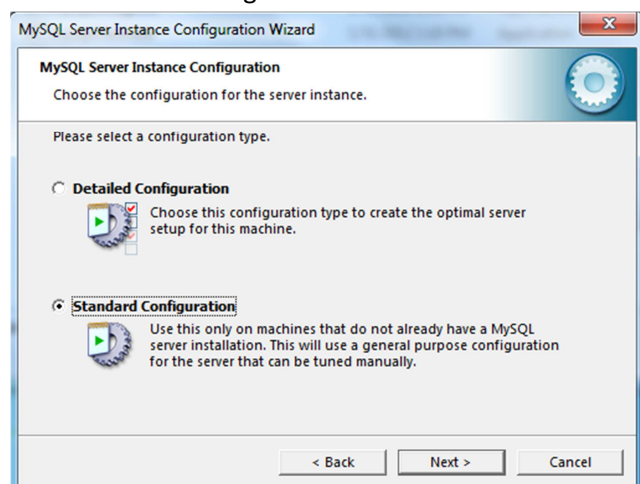 MySQL Server Instance Configuration Wizard
MySQL Server Instance Configuration
Choose the configuration for the server instance.
Please select a configuration type.
Detailed Configuration
Choose this configuration type to create the optimal server
setup for this machine.
Standard Configuration
Use this only on machines that do not already have a MySQL
server installation. This will use a general purpose configuration
for the server that can be tuned manually.
< Back Next > Cancel